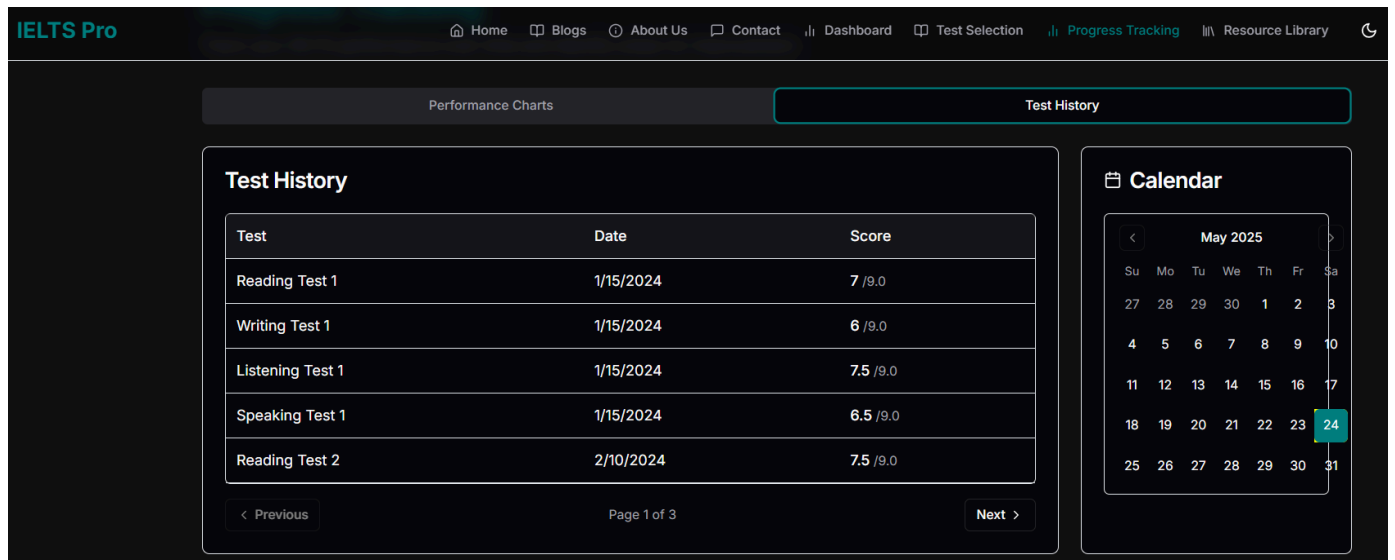 IELTS Pro Home Blogs About Us Contact Dashboard Test Selection Progress Tracking Resource Library
Performance Charts Test History
Test History
Test Date Score
Reading Test 1 1/15/2024 7 /9.0
Writing Test 1 1/15/2024 6 /9.0
Listening Test 1 1/15/2024 7.5 /9.0
Speaking Test 1 1/15/2024 6.5 /9.0
Reading Test 2 2/10/2024 7.5 /9.0
Previous Page 1 of 3 Next
Calendar
May 2025
Su Mo Tu We Th Fr Sa
27 28 29 30 1 2 3
4 5 6 7 8 9 10
11 12 13 14 15 16 17
18 19 20 21 22 23 24
25 26 27 28 29 30 31